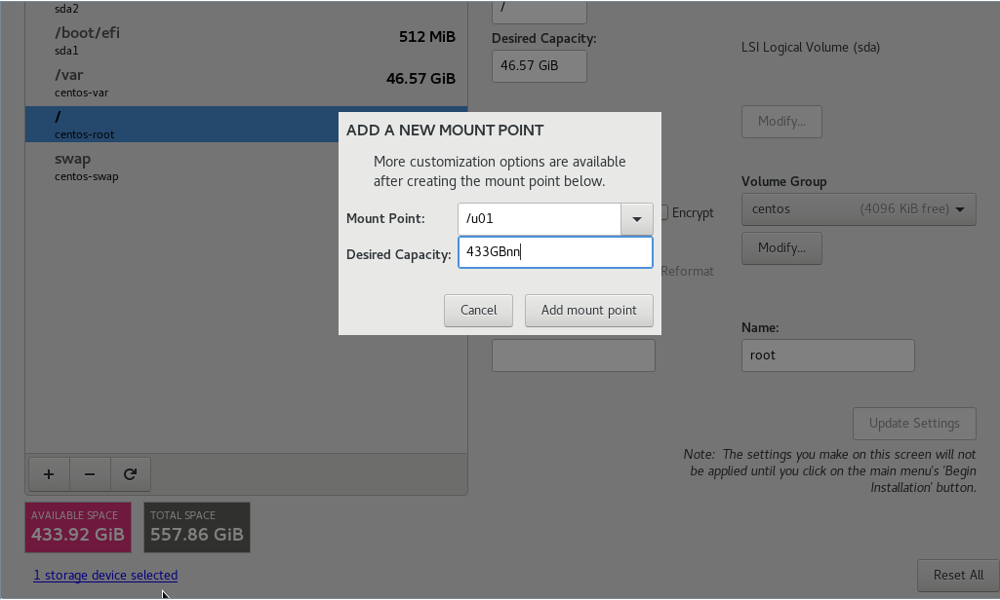 sda2
/
/boot/efi
512 MiB
sda1
/var
46.57 GiB
centos-var
/
centos-root
swap
centos-swap
Desired Capacity:
46.57 GiB
LSI Logical Volume (sda)
Modify...
ADD A NEW MOUNT POINT
More customization options are available
after creating the mount point below.
Mount Point:
/u01
Desired Capacity:
433GBnn
Cancel
Add mount point
Encrypt
Reformat
Volume Group
centos (4096 KiB free)
Modify...
Name:
root
Update Settings
Note: The settings you make on this screen will not
be applied until you click on the main menu's 'Begin
Installation' button.
+
−
AVAILABLE SPACE
433.92 GiB
TOTAL SPACE
557.86 GiB
1 storage device selected
Reset All